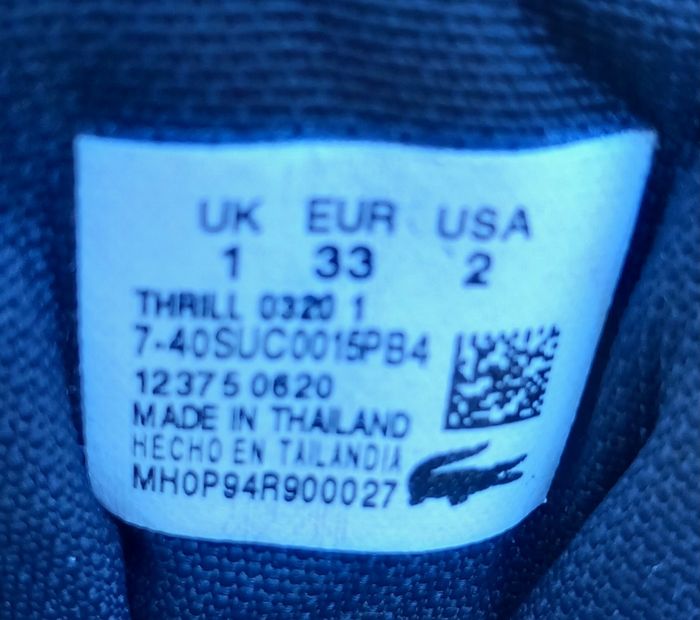 UK EUR USA
1 33 2
THRILL 0320 1
7-40SUC0015PB4
12375 0620
MADE IN THAILAND
HECHO EN TAILANDIA
MH0P94R900027